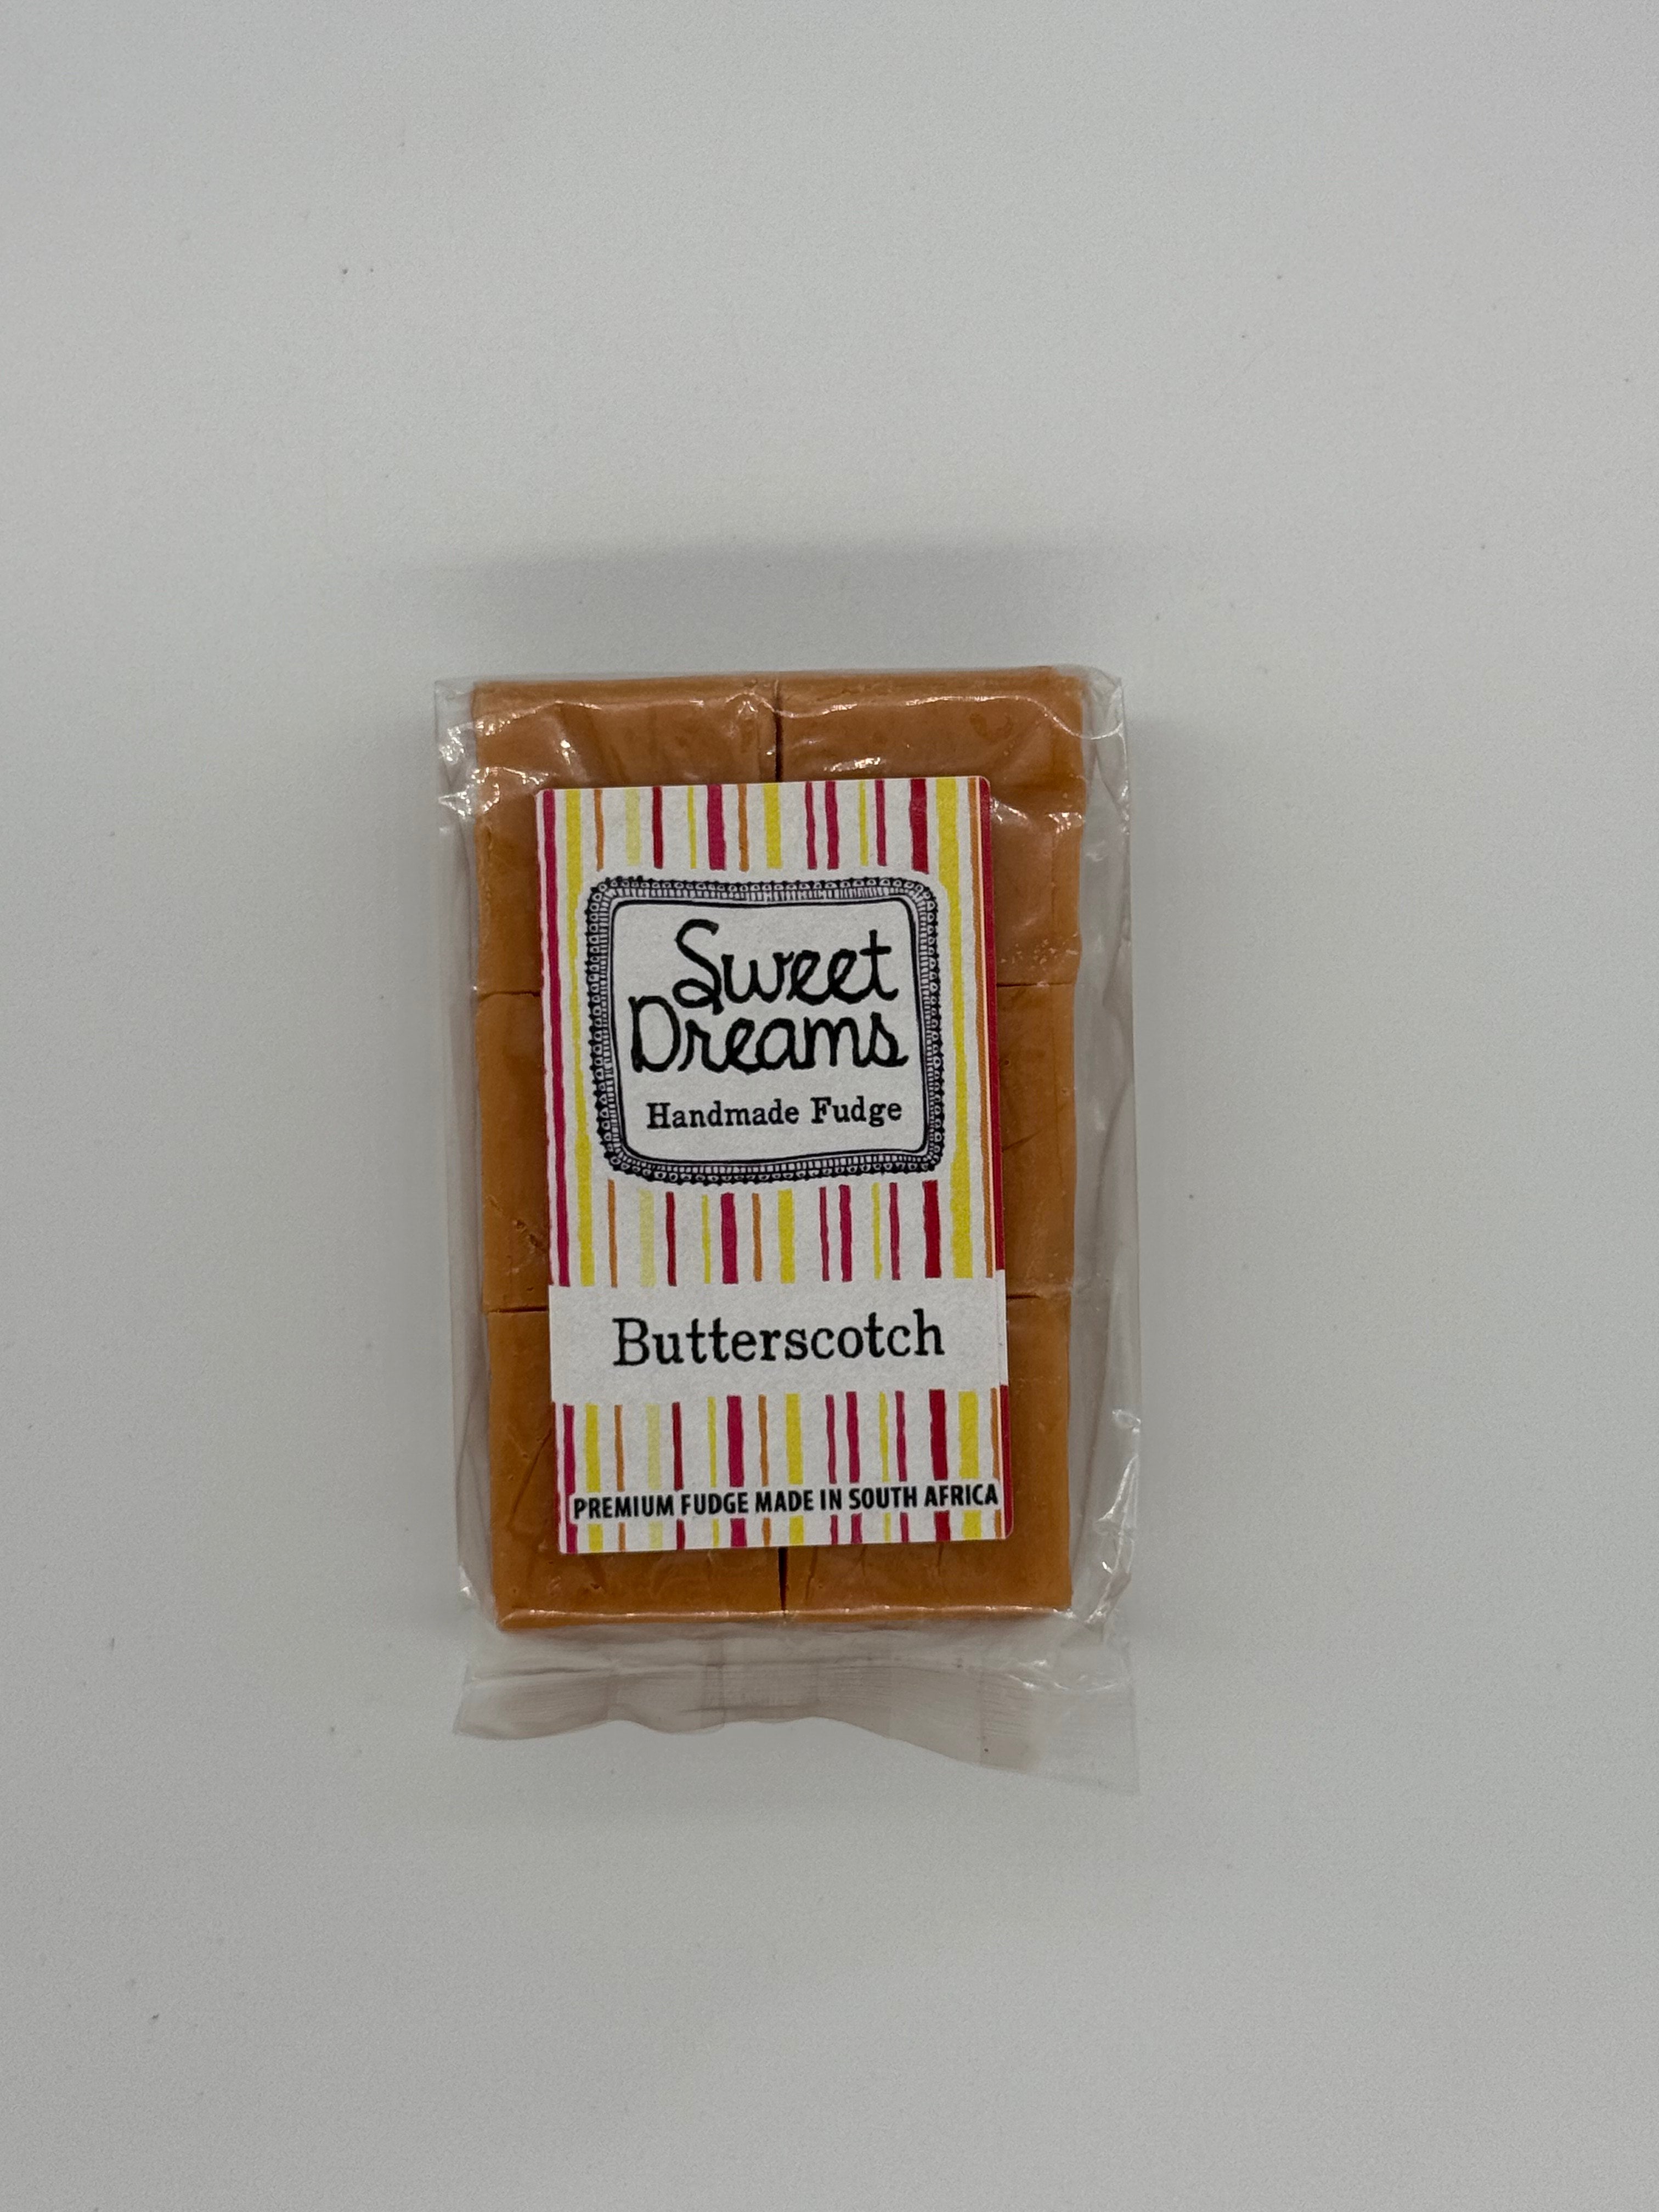 Sweet
Dreams
Handmade Fudge
Butterscotch
PREMIUM FUDGE MADE IN SOUTH AFRICA